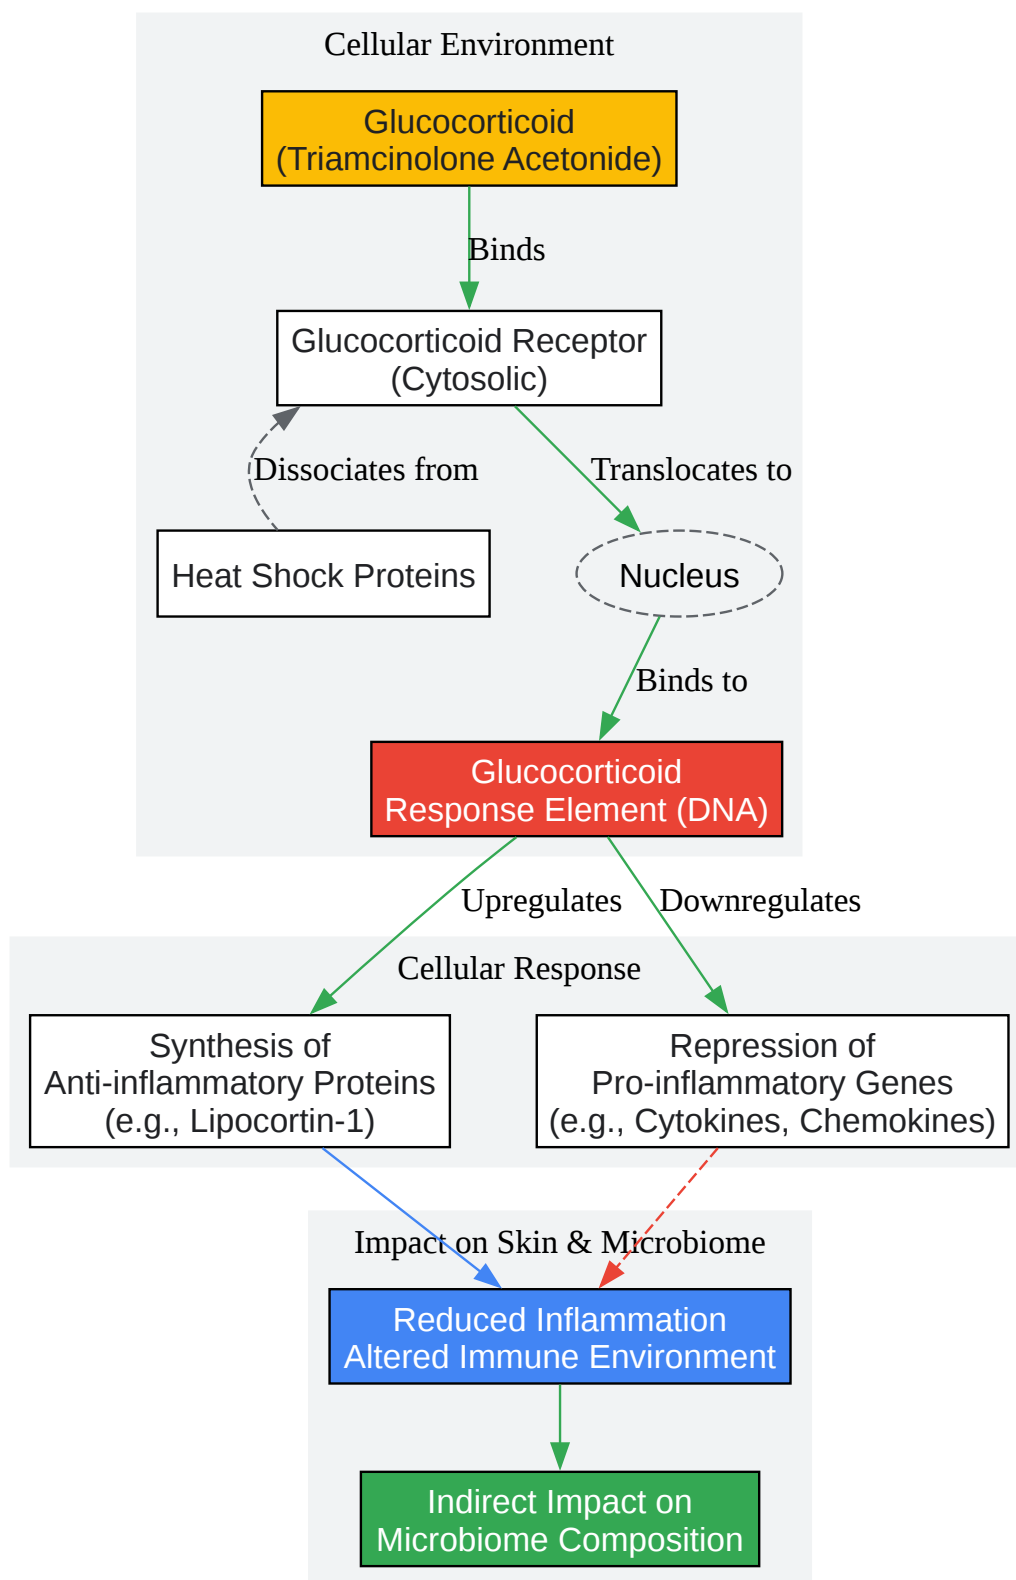 Cellular Environment
Glucocorticoid
(Triamcinolone Acetonide)
Binds
Glucocorticoid Receptor
(Cytosolic)
Dissociates from
Translocates to
Heat Shock Proteins
Nucleus
Binds to
Glucocorticoid
Response Element (DNA)
Upregulates
Downregulates
Cellular Response
Synthesis of
Anti-inflammatory Proteins
(e.g., Lipocortin-1)
Repression of
Pro-inflammatory Genes
(e.g., Cytokines, Chemokines)
Impact on Skin & Microbiome
Reduced Inflammation
Altered Immune Environment
Indirect Impact on
Microbiome Composition